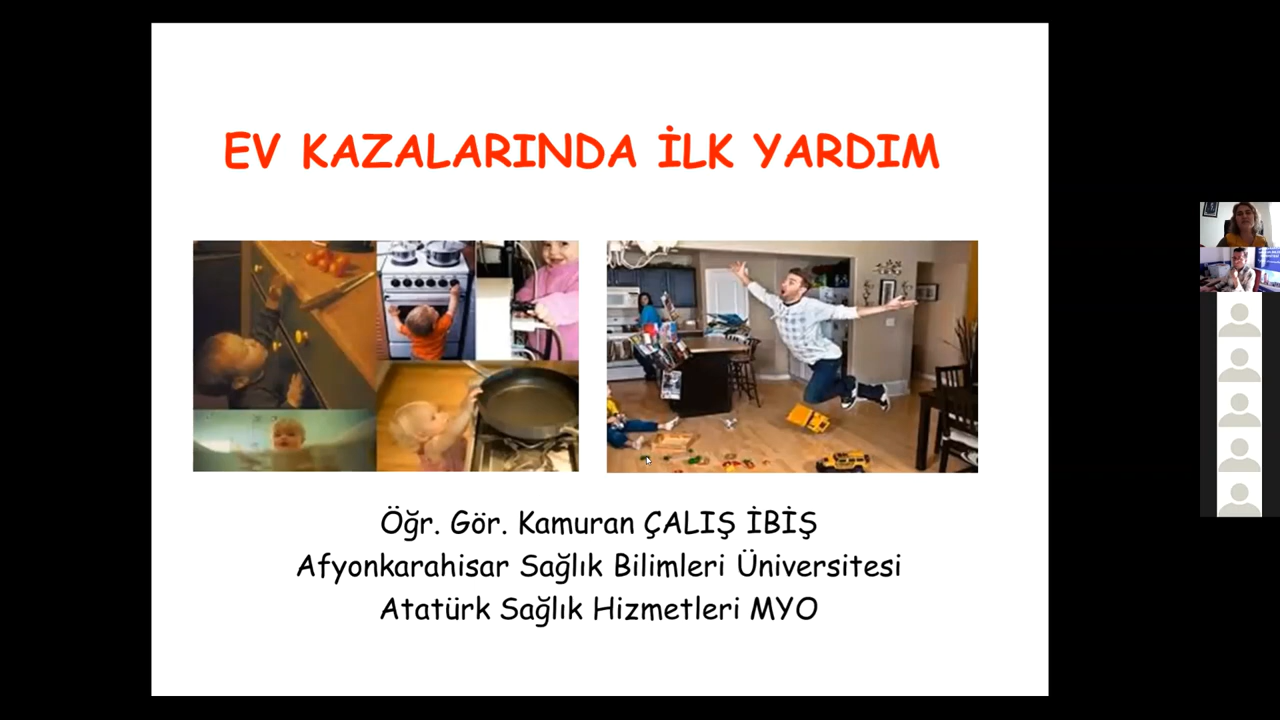 EV KAZALARINDA İLK YARDIM
Öğr. Gör. Kamuran ÇALIŞ İBİŞ
Afyonkarahisar Sağlık Bilimleri Üniversitesi
Atatürk Sağlık Hizmetleri MYO